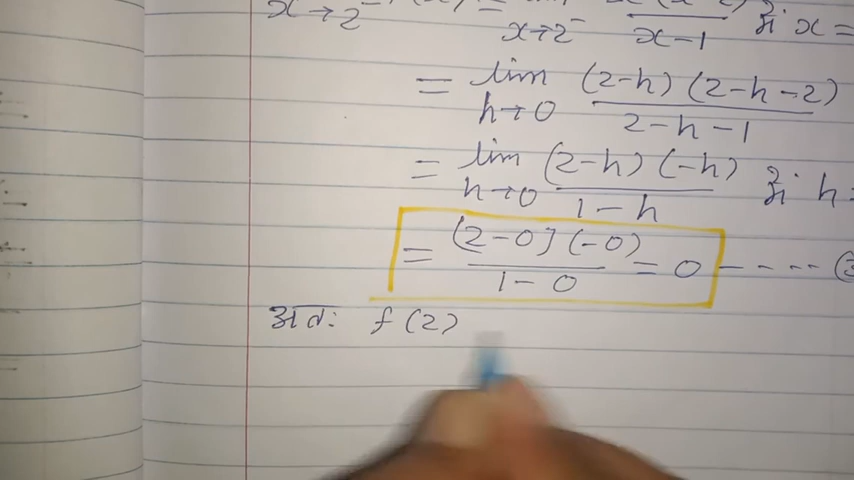 x→2⁻ x→2⁻ x-1 x =
= lim h→0 (2-h) (2-h-2) / 2-h-1
= lim h→0 (2-h) (-h) / 1-h h
= (2-0] (-0) / 1-0 = 0 ----
अतः f (2)